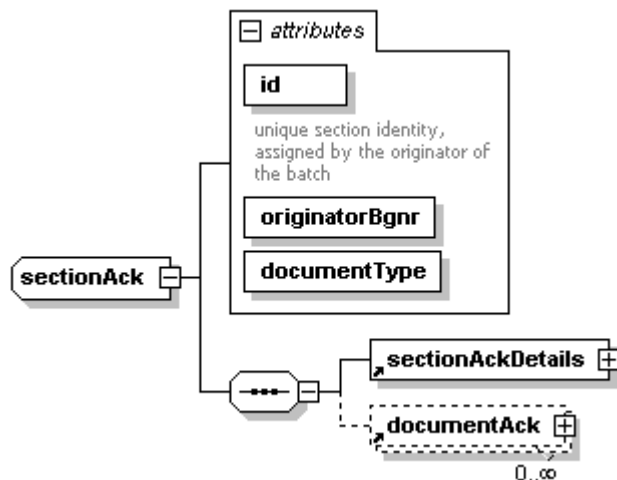 attributes
id
unique section identity,
assigned by the originator of
the batch
originatorBgnr
documentType
sectionAck
sectionAckDetails
documentAck
0..∞